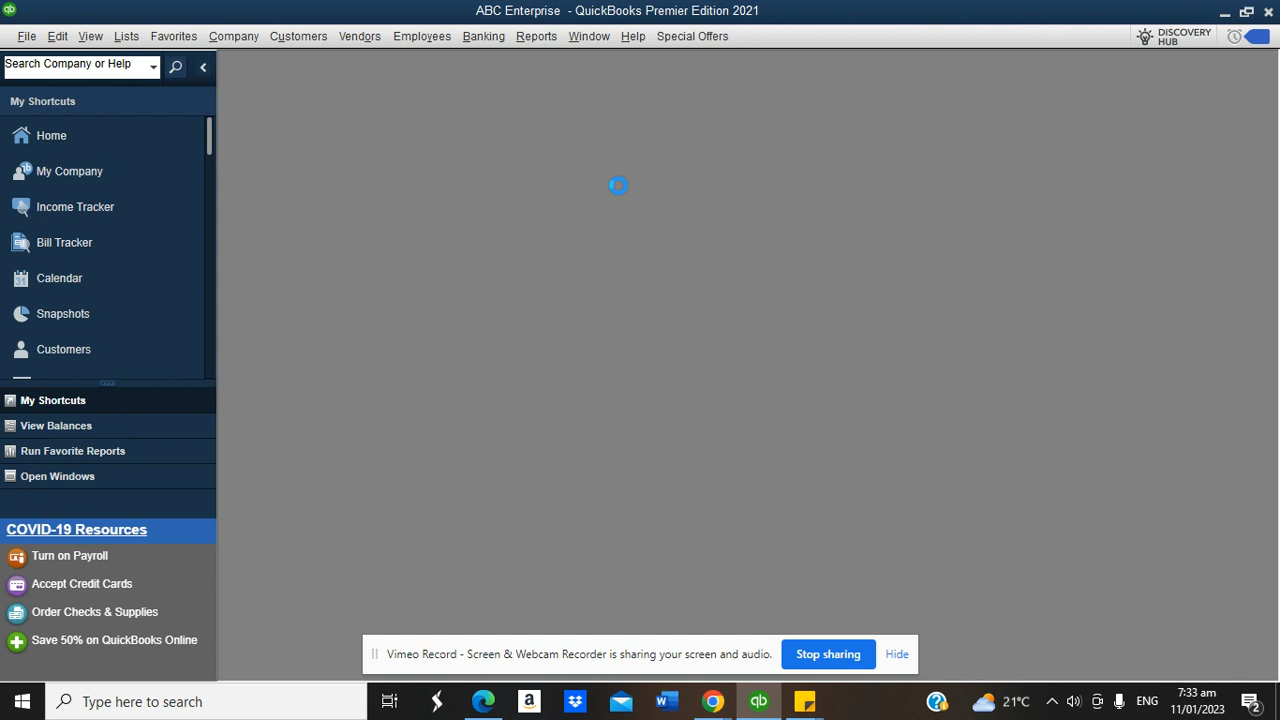 ABC Enterprise - QuickBooks Premier Edition 2021
File Edit View Lists Favorites Company Customers Vendors Employees Banking Reports Window Help Special Offers
DISCOVERY
HUB
Search Company or Help
My Shortcuts
Home
My Company
Income Tracker
Bill Tracker
31
Calendar
Snapshots
Customers
My Shortcuts
View Balances
Run Favorite Reports
Open Windows
COVID-19 Resources
Turn on Payroll
Accept Credit Cards
Order Checks & Supplies
Save 50% on QuickBooks Online
Vimeo Record - Screen & Webcam Recorder is sharing your screen and audio. Stop sharing Hide
Type here to search
21°C
ENG
7:33 am
11/01/2023
2